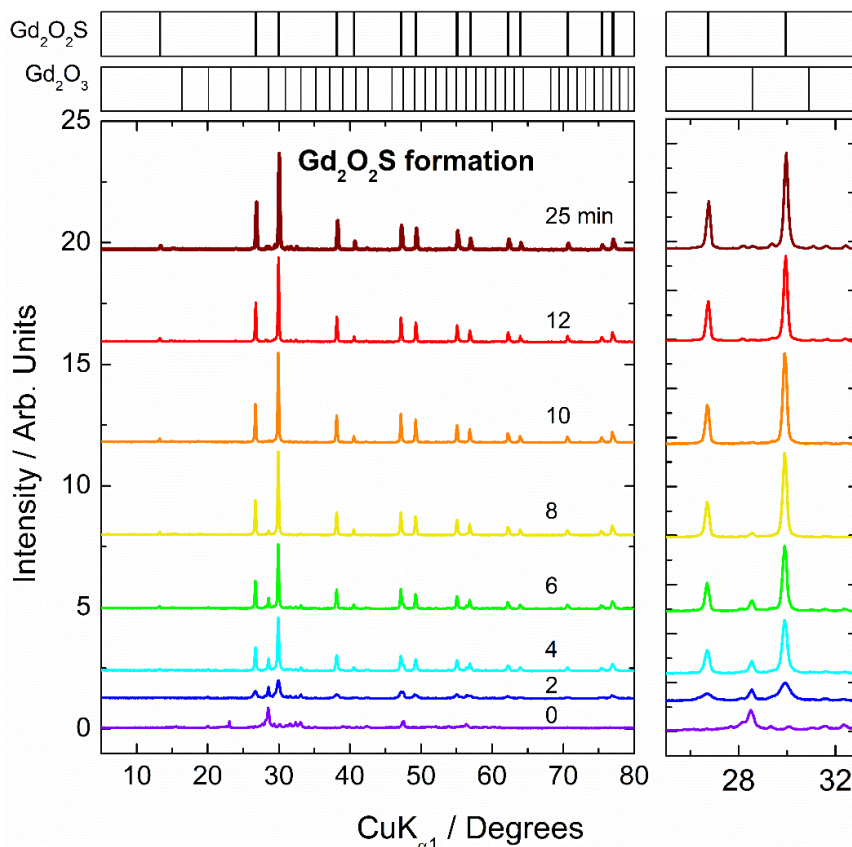 Gd₂O₂S
Gd₂O₃
25
20
15
10
5
0
Intensity / Arb. Units
Gd₂O₂S formation
25 min
12
10
8
6
4
2
0
10 20 30 40 50 60 70 80
28 32
CuKα1 / Degrees